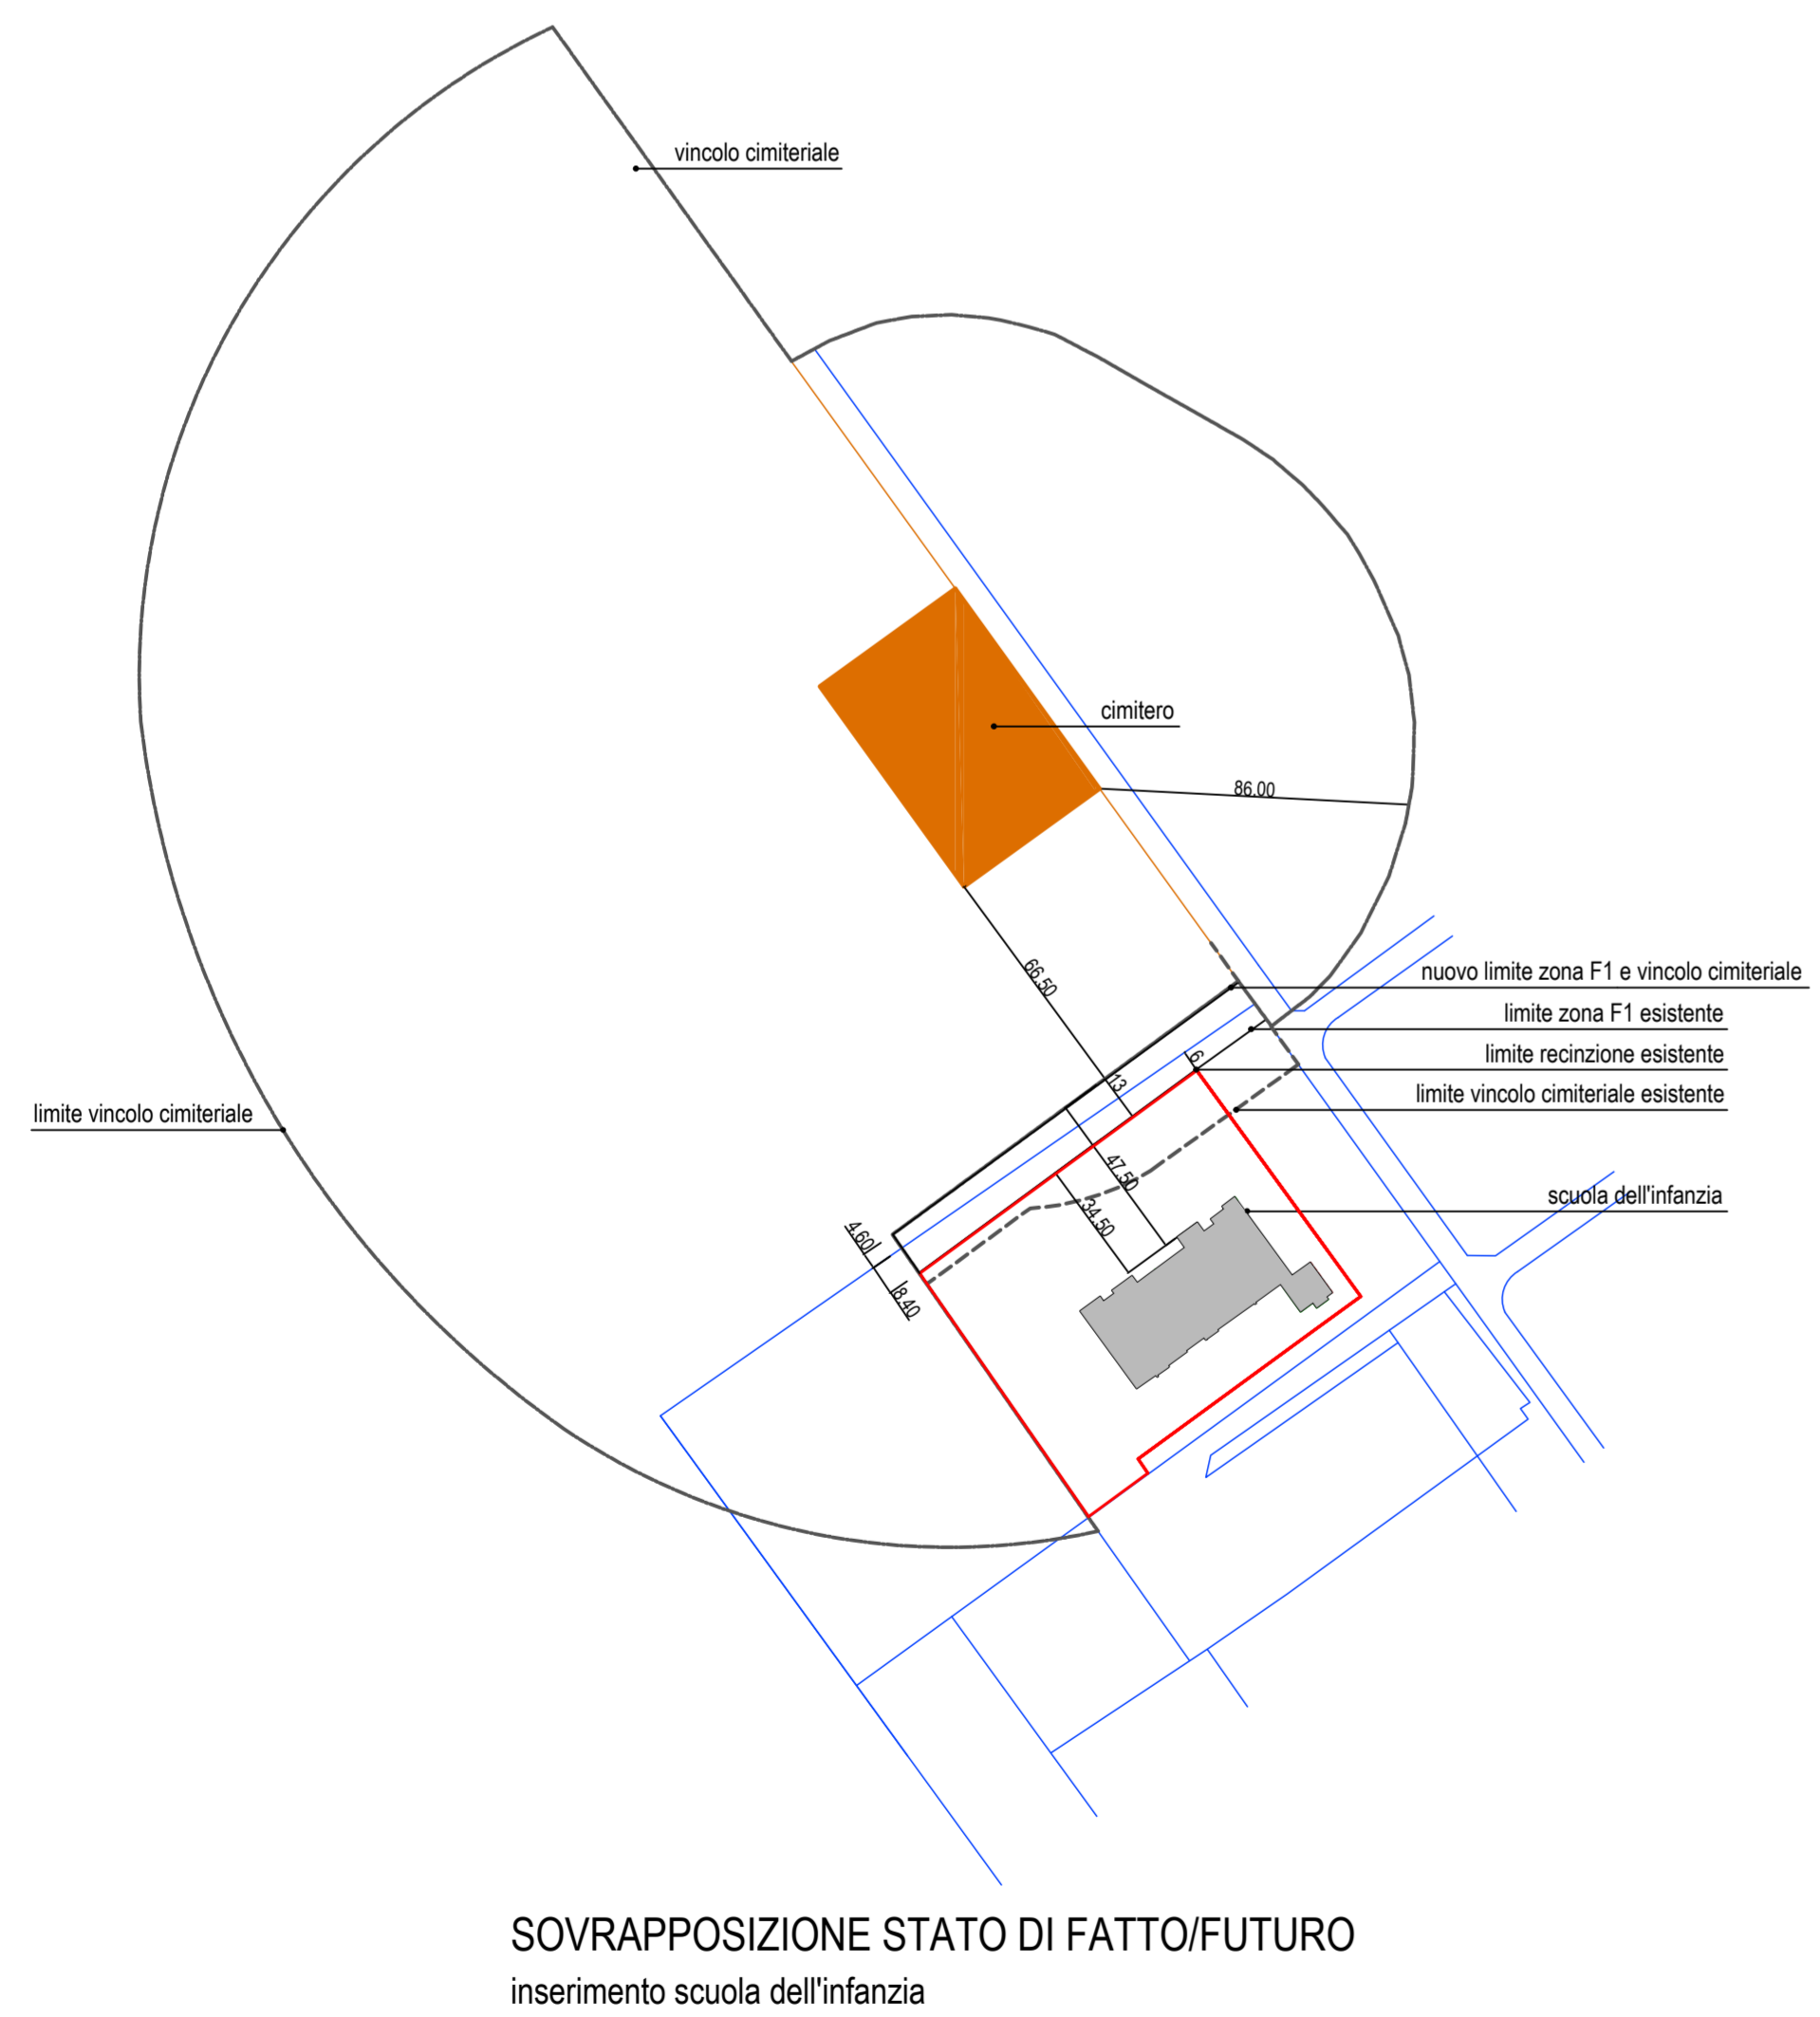 vincolo cimiteriale
cimitero
86.00
66.50
nuovo limite zona F1 e vincolo cimiteriale
limite zona F1 esistente
limite recinzione esistente
6
13
limite vincolo cimiteriale esistente
limite vincolo cimiteriale
47.50
34.50
scuola dell'infanzia
4.60
8.40
SOVRAPPOSIZIONE STATO DI FATTO/FUTURO
inserimento scuola dell'infanzia